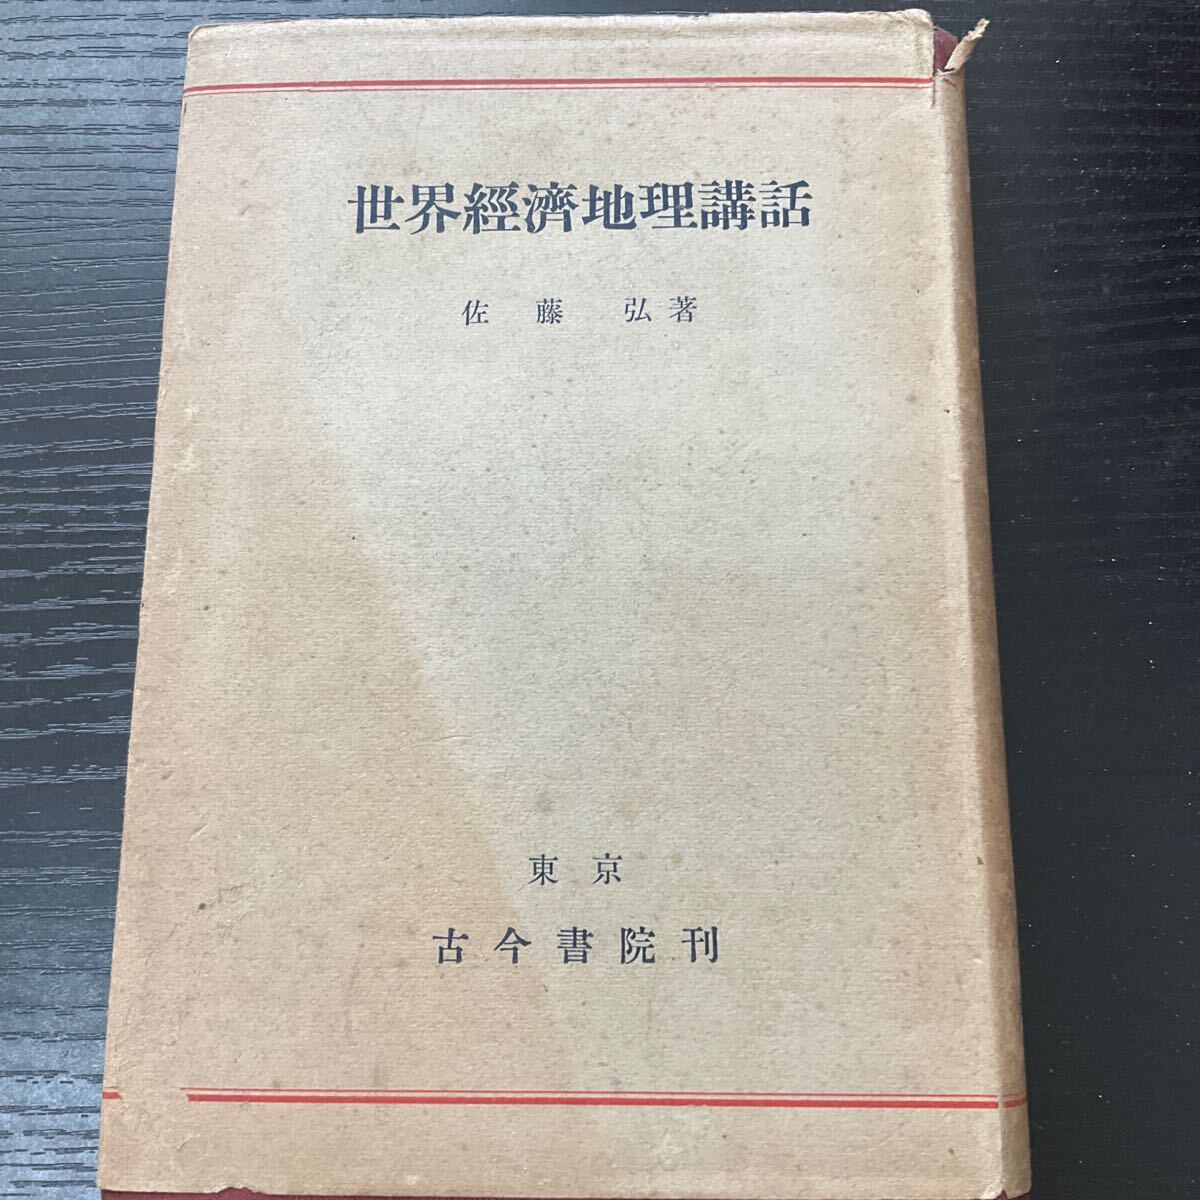 世界經濟地理講話
佐藤 弘著
東京
古今書院刊